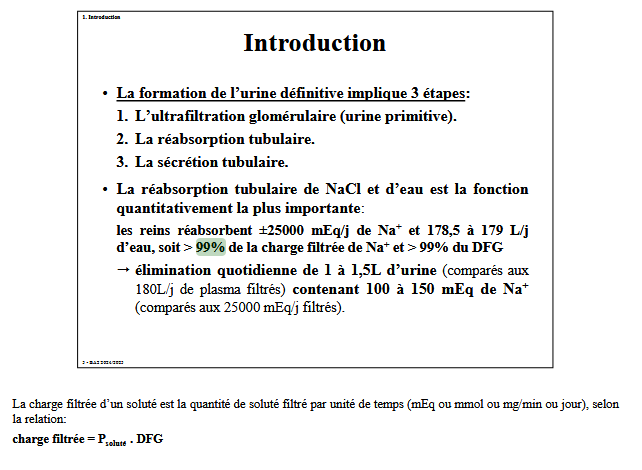 1. Introduction
Introduction
• La formation de l’urine définitive implique 3 étapes:
1. L’ultrafiltration glomérulaire (urine primitive).
2. La réabsorption tubulaire.
3. La sécrétion tubulaire.
• La réabsorption tubulaire de NaCl et d’eau est la fonction
quantitativement la plus importante:
les reins réabsorbent ±25000 mEq/j de Na⁺ et 178,5 à 179 L/j
d’eau, soit > 99% de la charge filtrée de Na⁺ et > 99% du DFG
→ élimination quotidienne de 1 à 1,5L d’urine (comparés aux
180L/j de plasma filtrés) contenant 100 à 150 mEq de Na⁺
(comparés aux 25000 mEq/j filtrés).
La charge filtrée d’un soluté est la quantité de soluté filtré par unité de temps (mEq ou mmol ou mg/min ou jour), selon
la relation:
charge filtrée = Psoluté . DFG